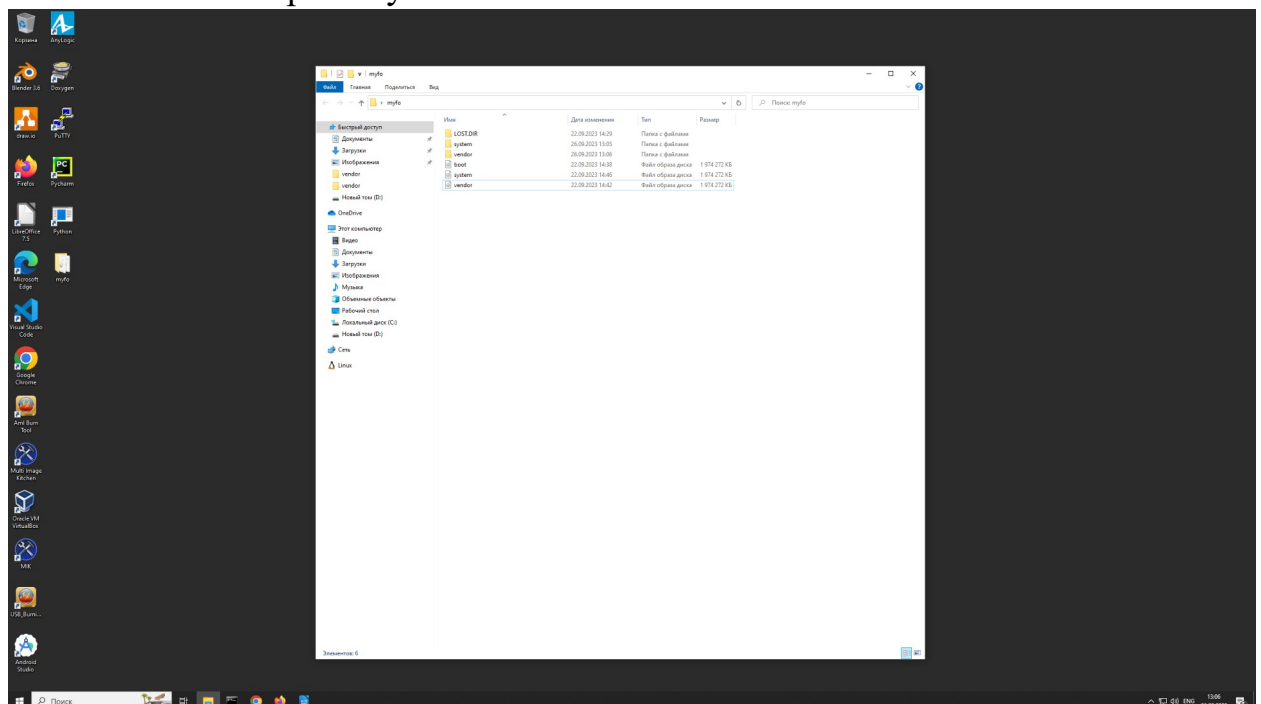 Корзина
AnyLogic
Blender 3.6
Doxygen
draw.io
PuTTY
Firefox
Pycharm
LibreOffice 7.5
Python
Microsoft Edge
myfo
Visual Studio Code
Google Chrome
Aml Burn Tool
Multi Image Kitchen
Oracle VM VirtualBox
MiK
USB_Burni...
Android Studio
myfo
Файл Главная Поделиться Вид
myfo
Поиск: myfo
Имя Дата изменения Тип Размер
LOST.DIR 22.09.2023 14:29 Папка с файлами
system 26.09.2023 13:05 Папка с файлами
vendor 26.09.2023 13:06 Папка с файлами
boot 22.09.2023 14:38 Файл образа диска 1 974 272 КБ
system 22.09.2023 14:46 Файл образа диска 1 974 272 КБ
vendor 22.09.2023 14:42 Файл образа диска 1 974 272 КБ
Быстрый доступ
Документы
Загрузки
Изображения
vendor
vendor
Новый том (D:)
OneDrive
Этот компьютер
Видео
Документы
Загрузки
Изображения
Музыка
Объемные объекты
Рабочий стол
Локальный диск (C:)
Новый том (D:)
Сеть
Linux
Элементов: 6
Поиск
ENG
13:06